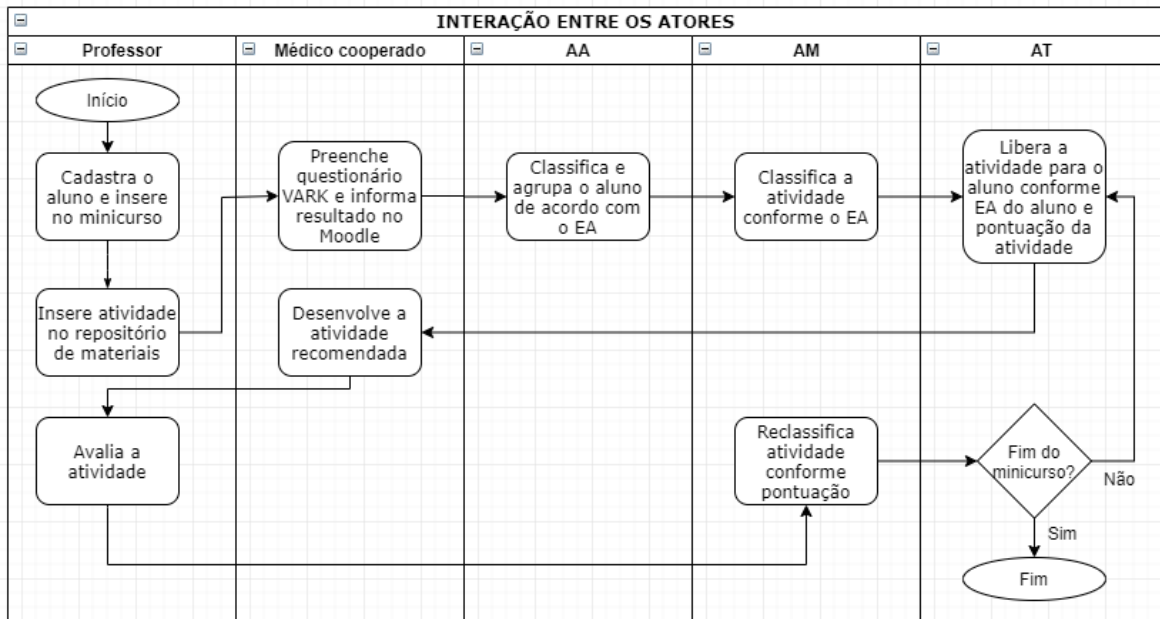 INTERAÇÃO ENTRE OS ATORES
Professor
Médico cooperado
AA
AM
AT
Início
Cadastra o
aluno e insere
no minicurso
Preenche
questionário
VARK e informa
resultado no
Moodle
Classifica e
agrupa o aluno
de acordo com
o EA
Classifica a
atividade
conforme o EA
Libera a
atividade para o
aluno conforme
EA do aluno e
pontuação da
atividade
Insere atividade
no repositório
de materiais
Desenvolve a
atividade
recomendada
Avalia a
atividade
Reclassifica
atividade
conforme
pontuação
Fim do
minicurso?
Não
Sim
Fim